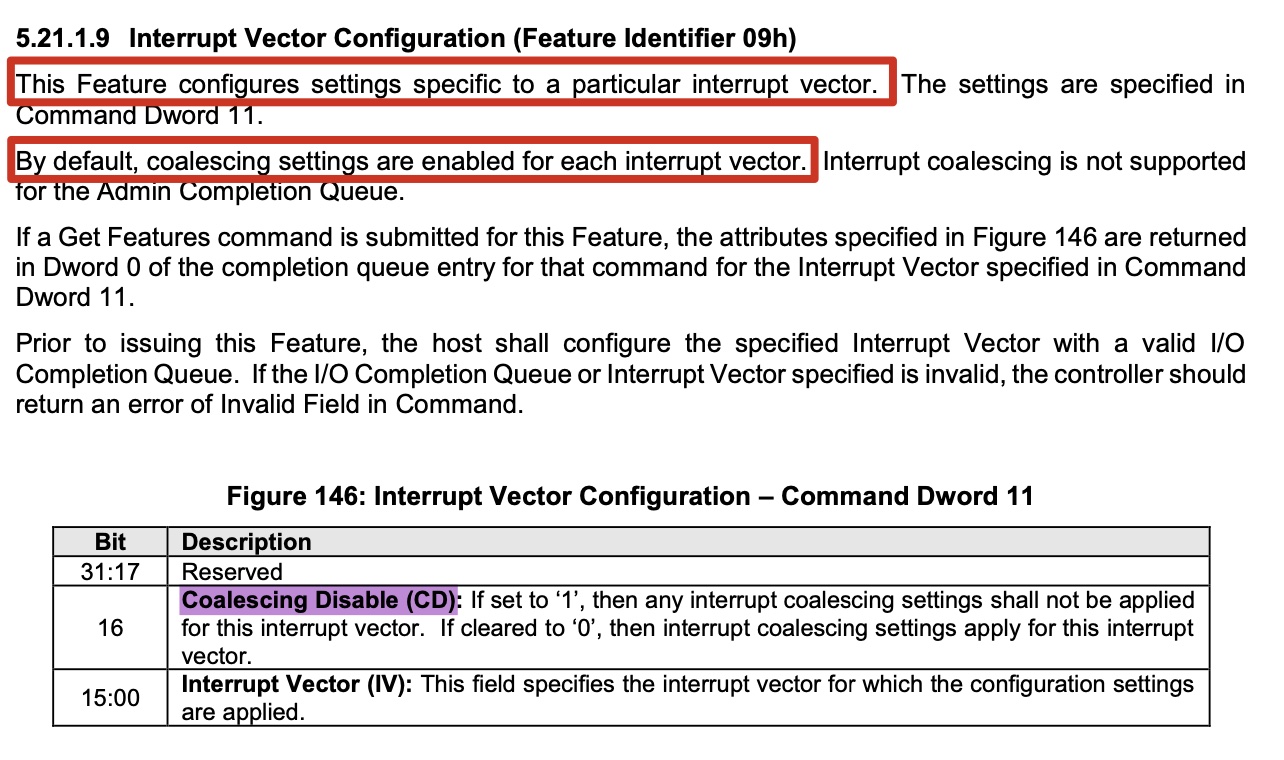 5.21.1.9 Interrupt Vector Configuration (Feature Identifier 09h)
This Feature configures settings specific to a particular interrupt vector. The settings are specified in
Command Dword 11.
By default, coalescing settings are enabled for each interrupt vector. Interrupt coalescing is not supported
for the Admin Completion Queue.
If a Get Features command is submitted for this Feature, the attributes specified in Figure 146 are returned
in Dword 0 of the completion queue entry for that command for the Interrupt Vector specified in Command
Dword 11.
Prior to issuing this Feature, the host shall configure the specified Interrupt Vector with a valid I/O
Completion Queue. If the I/O Completion Queue or Interrupt Vector specified is invalid, the controller should
return an error of Invalid Field in Command.
Figure 146: Interrupt Vector Configuration – Command Dword 11
Bit Description
31:17 Reserved
Coalescing Disable (CD): If set to ‘1’, then any interrupt coalescing settings shall not be applied
16 for this interrupt vector. If cleared to ‘0’, then interrupt coalescing settings apply for this interrupt
vector.
15:00 Interrupt Vector (IV): This field specifies the interrupt vector for which the configuration settings
are applied.